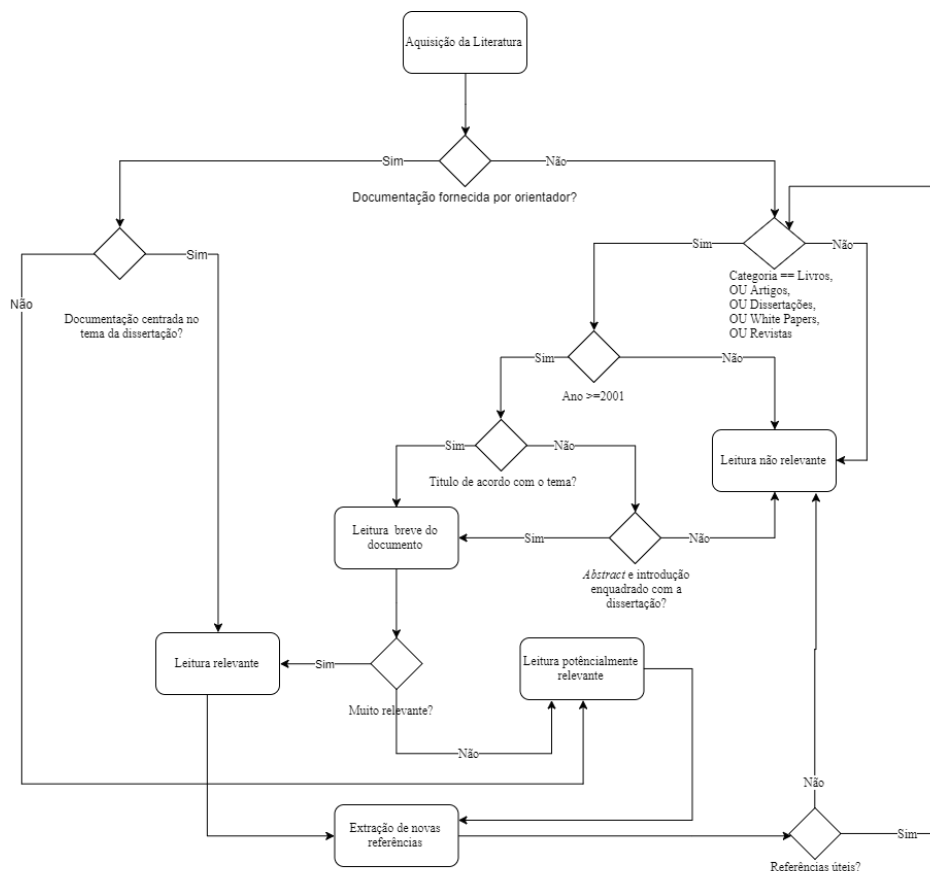 Aquisição da Literatura
Sim
Não
Documentação fornecida por orientador?
Sim
Não
Sim
Não
Categoria == Livros,
OU Artigos,
OU Dissertações,
OU White Papers,
OU Revistas
Documentação centrada no
tema da dissertação?
Sim
Não
Ano >=2001
Sim
Não
Titulo de acordo com o tema?
Leitura não relevante
Leitura breve do
documento
Sim
Não
Abstract e introdução
enquadrado com a
dissertação?
Leitura relevante
Sim
Muito relevante?
Leitura potêncialmente
relevante
Não
Não
Extração de novas
referências
Sim
Referências úteis?